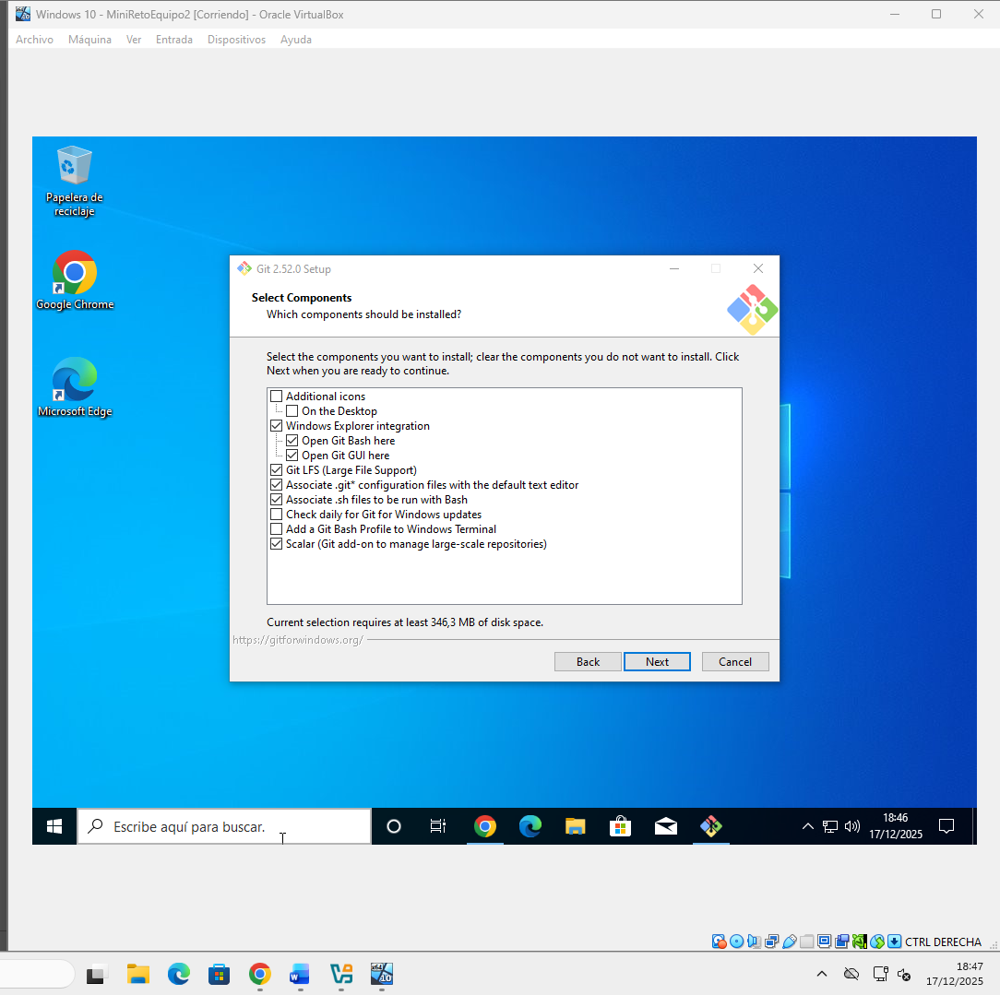 Windows 10 - MiniRetoEquipo2 [Corriendo] - Oracle VirtualBox
Archivo Máquina Ver Entrada Dispositivos Ayuda
Papelera de
reciclaje
Google Chrome
Microsoft Edge
Git 2.52.0 Setup
Select Components
Which components should be installed?
Select the components you want to install; clear the components you do not want to install. Click
Next when you are ready to continue.
Additional icons
On the Desktop
Windows Explorer integration
Open Git Bash here
Open Git GUI here
Git LFS (Large File Support)
Associate .git* configuration files with the default text editor
Associate .sh files to be run with Bash
Check daily for Git for Windows updates
Add a Git Bash Profile to Windows Terminal
Scalar (Git add-on to manage large-scale repositories)
Current selection requires at least 346,3 MB of disk space.
https://gitforwindows.org/
Back Next Cancel
Escribe aquí para buscar.
18:46
17/12/2025
CTRL DERECHA
18:47
17/12/2025